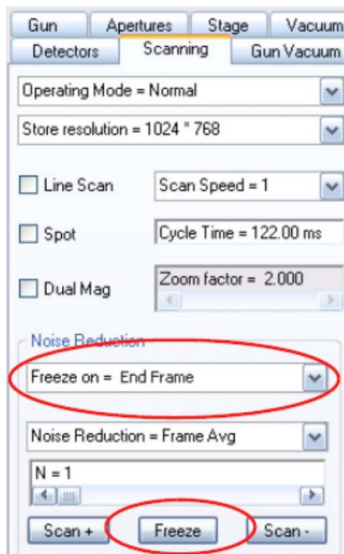 Gun Apertures Stage Vacuum
Detectors Scanning Gun Vacuum
Operating Mode = Normal
Store resolution = 1024 * 768
Line Scan Scan Speed = 1
Spot Cycle Time = 122.00 ms
Dual Mag Zoom factor = 2.000
Noise Reduction
Freeze on = End Frame
Noise Reduction = Frame Avg
N = 1
Scan + Freeze Scan -